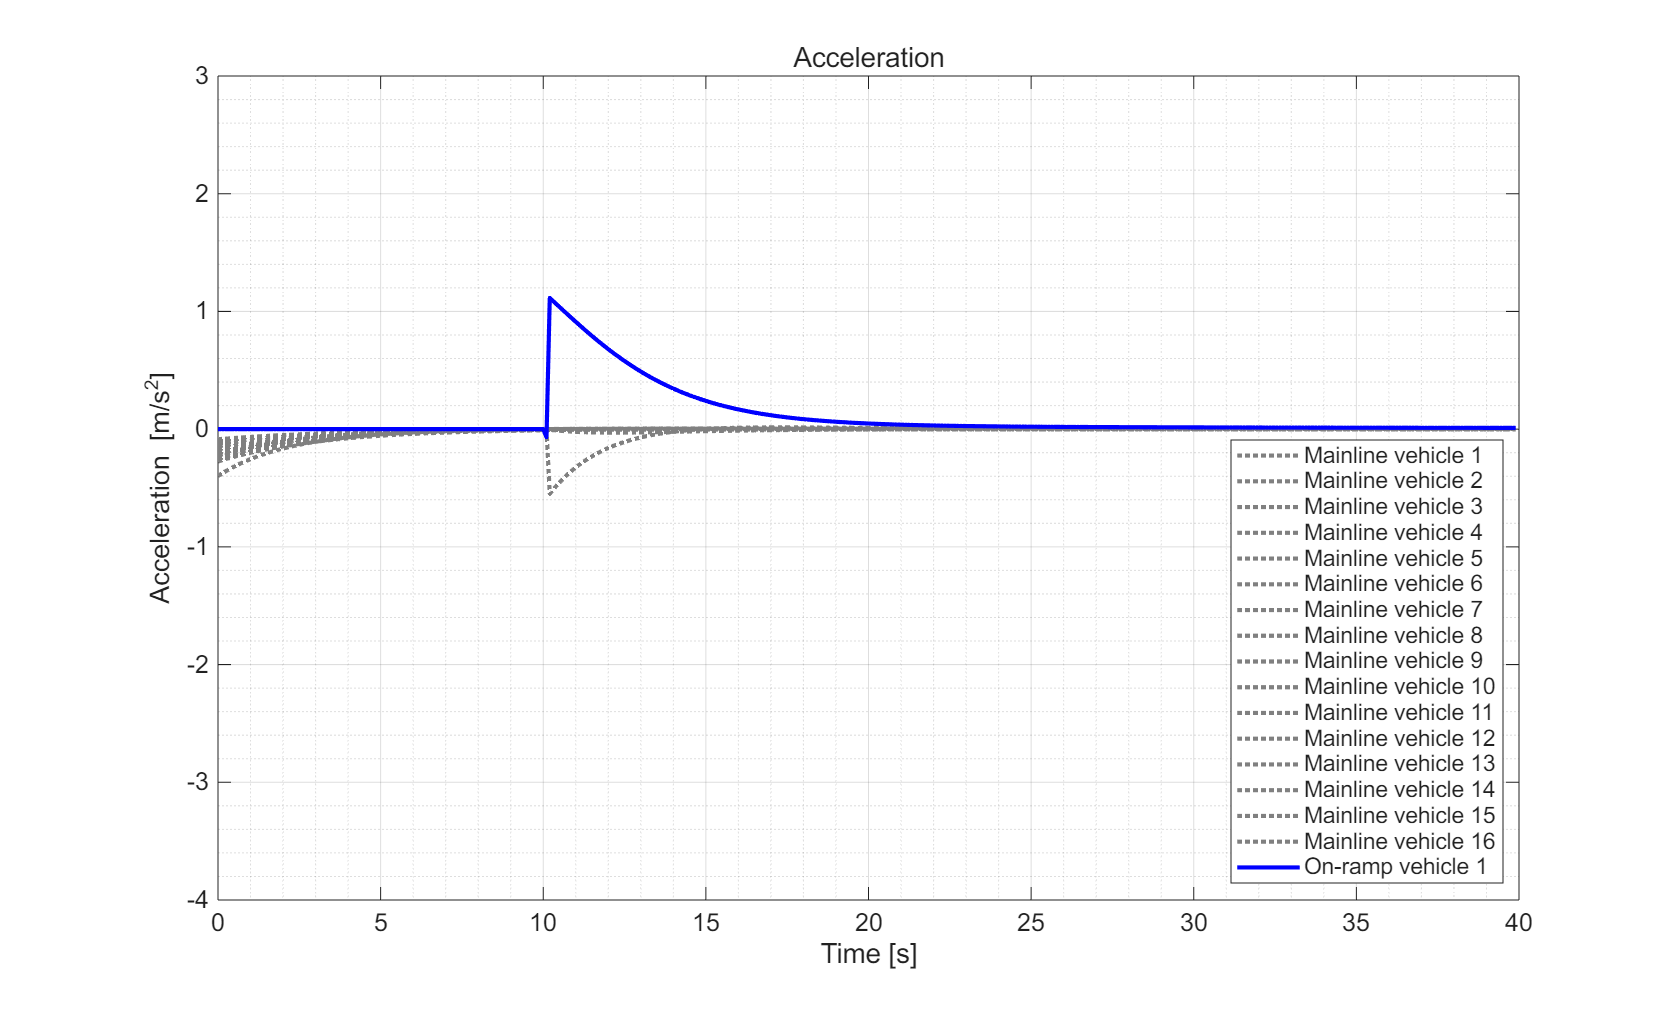 Acceleration
3
2
1
0
-1
-2
-3
-4
Acceleration [m/s²]
0 5 10 15 20 25 30 35 40
Time [s]
Mainline vehicle 1
Mainline vehicle 2
Mainline vehicle 3
Mainline vehicle 4
Mainline vehicle 5
Mainline vehicle 6
Mainline vehicle 7
Mainline vehicle 8
Mainline vehicle 9
Mainline vehicle 10
Mainline vehicle 11
Mainline vehicle 12
Mainline vehicle 13
Mainline vehicle 14
Mainline vehicle 15
Mainline vehicle 16
On-ramp vehicle 1